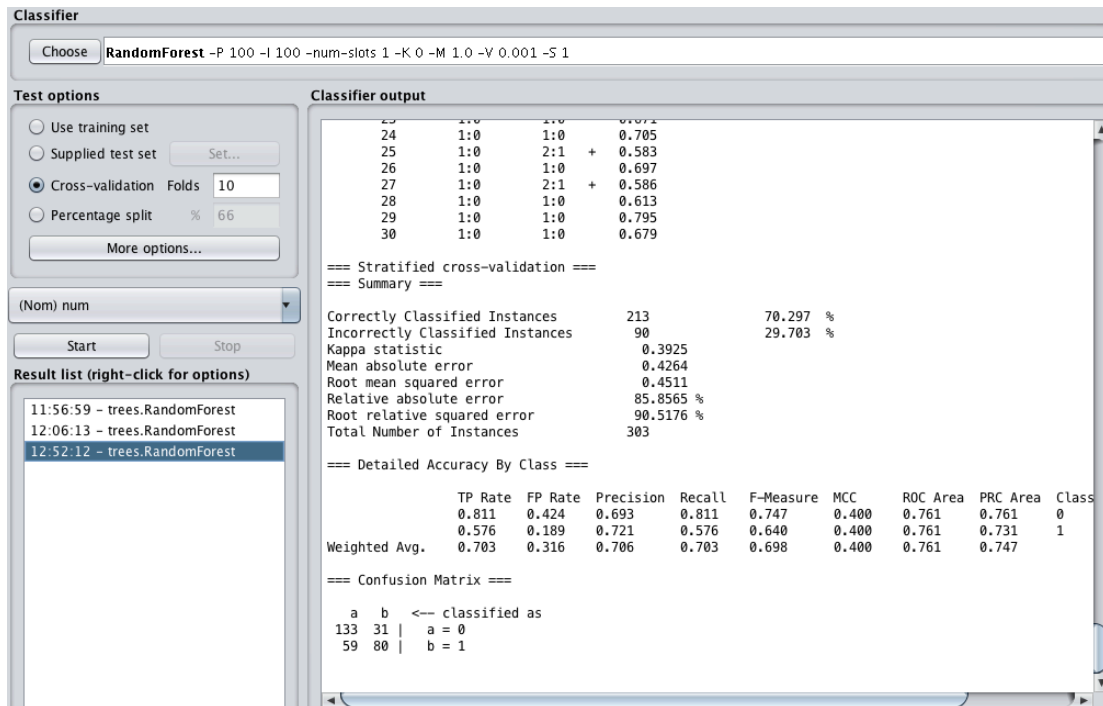 Classifier
Choose RandomForest -P 100 -I 100 -num-slots 1 -K 0 -M 1.0 -V 0.001 -S 1
Test options
Use training set
Supplied test set Set...
Cross-validation Folds 10
Percentage split % 66
More options...
(Nom) num
Start Stop
Result list (right-click for options)
11:56:59 - trees.RandomForest
12:06:13 - trees.RandomForest
12:52:12 - trees.RandomForest
Classifier output
24 1:0 1:0 0.705
25 1:0 2:1 + 0.583
26 1:0 1:0 0.697
27 1:0 2:1 + 0.586
28 1:0 1:0 0.613
29 1:0 1:0 0.795
30 1:0 1:0 0.679
=== Stratified cross-validation ===
=== Summary ===
Correctly Classified Instances 213 70.297 %
Incorrectly Classified Instances 90 29.703 %
Kappa statistic 0.3925
Mean absolute error 0.4264
Root mean squared error 0.4511
Relative absolute error 85.8565 %
Root relative squared error 90.5176 %
Total Number of Instances 303
=== Detailed Accuracy By Class ===
TP Rate FP Rate Precision Recall F-Measure MCC ROC Area PRC Area Class
0.811 0.424 0.693 0.811 0.747 0.400 0.761 0.761 0
0.576 0.189 0.721 0.576 0.640 0.400 0.761 0.731 1
Weighted Avg. 0.703 0.316 0.706 0.703 0.698 0.400 0.761 0.747
=== Confusion Matrix ===
a b <-- classified as
133 31 | a = 0
59 80 | b = 1